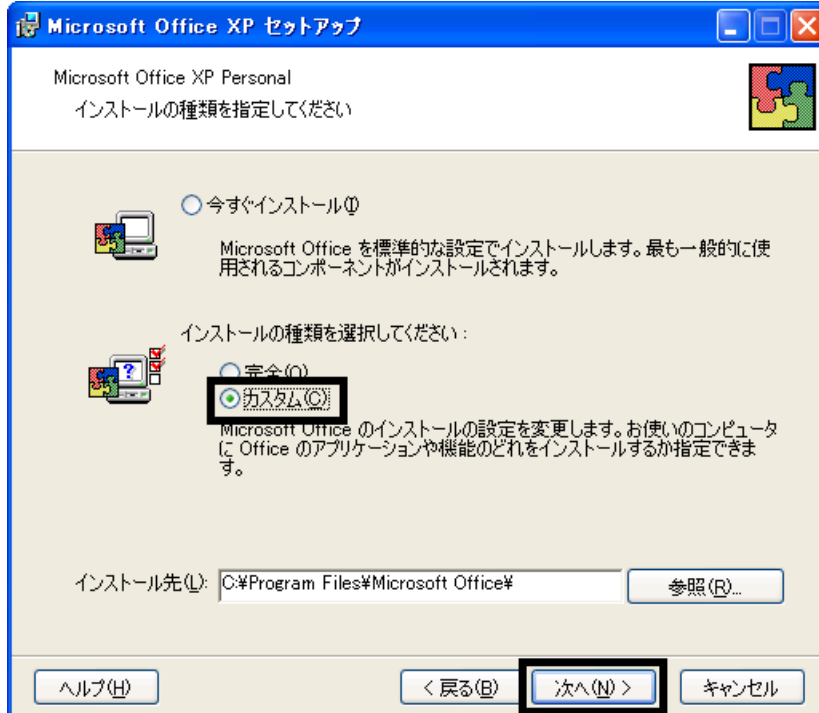 Microsoft Office XP セットアップ
Microsoft Office XP Personal
インストールの種類を指定してください
今すぐインストール(I)
Microsoft Office を標準的な設定でインストールします。最も一般的に使
用されるコンポーネントがインストールされます。
インストールの種類を選択してください:
完全(O)
カスタム(C)
Microsoft Office のインストールの設定を変更します。お使いのコンピュータ
に Office のアプリケーションや機能のどれをインストールするか指定できま
す。
インストール先(L): C:¥Program Files¥Microsoft Office¥ 参照(R)...
ヘルプ(H) < 戻る(B) 次へ(N) > キャンセル